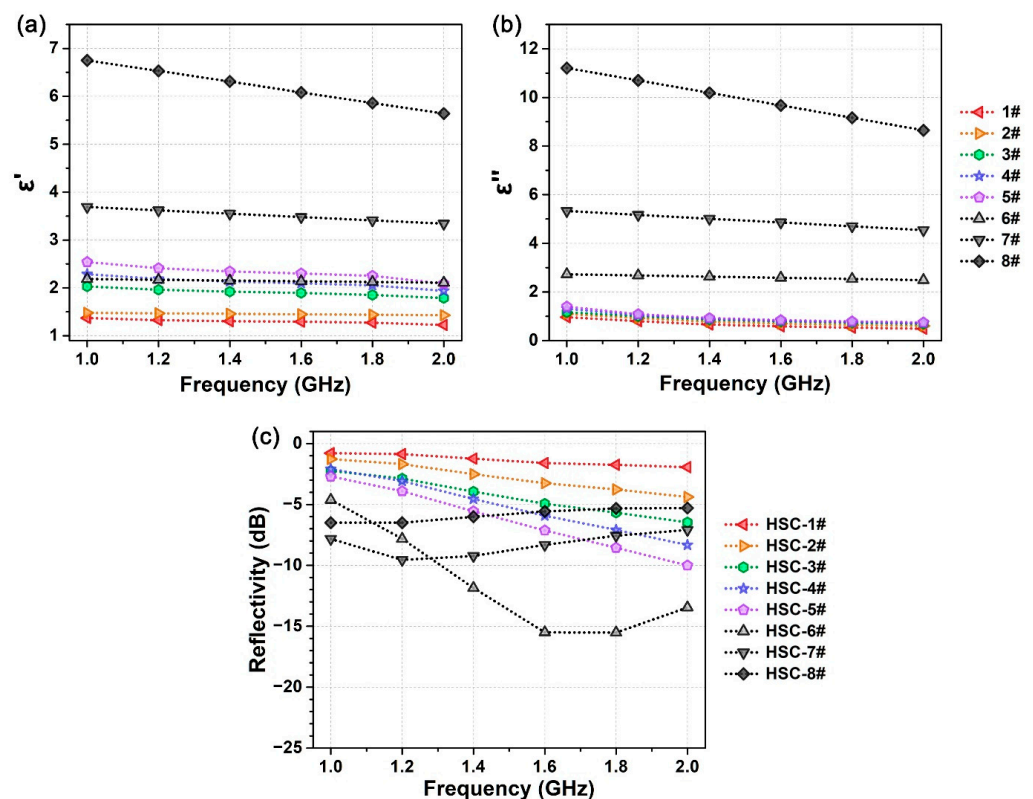 (a)
7
6
5
4
3
2
1
ε'
1.0 1.2 1.4 1.6 1.8 2.0
Frequency (GHz)
(b)
12
10
8
6
4
2
0
ε"
1.0 1.2 1.4 1.6 1.8 2.0
Frequency (GHz)
1#
2#
3#
4#
5#
6#
7#
8#
(c)
0
−5
−10
−15
−20
−25
Reflectivity (dB)
1.0 1.2 1.4 1.6 1.8 2.0
Frequency (GHz)
HSC-1#
HSC-2#
HSC-3#
HSC-4#
HSC-5#
HSC-6#
HSC-7#
HSC-8#